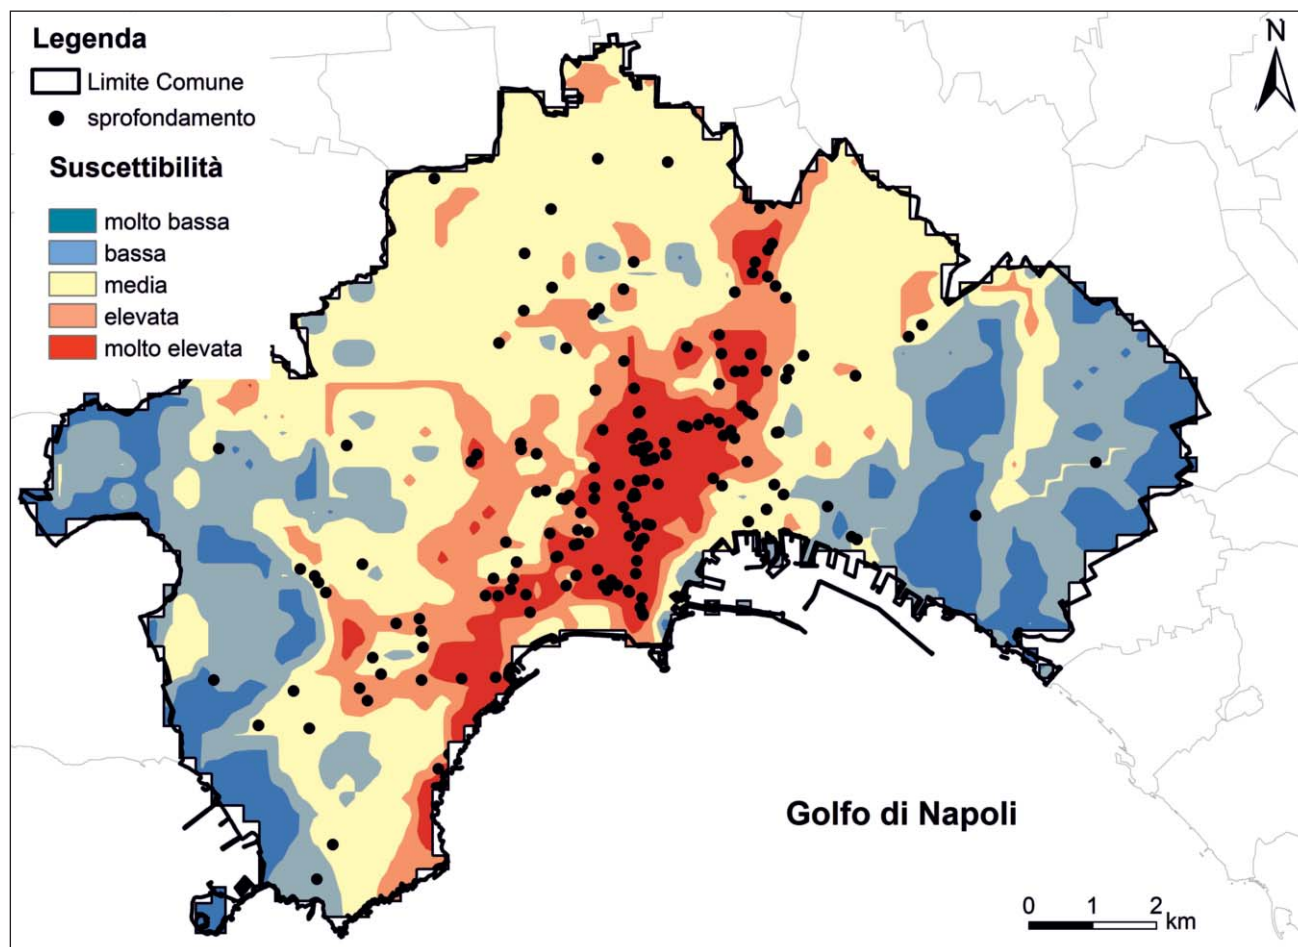 Legenda
Limite Comune
sprofondamento
Suscettibilità
molto bassa
bassa
media
elevata
molto elevata
N
Golfo di Napoli
0 1 2
km